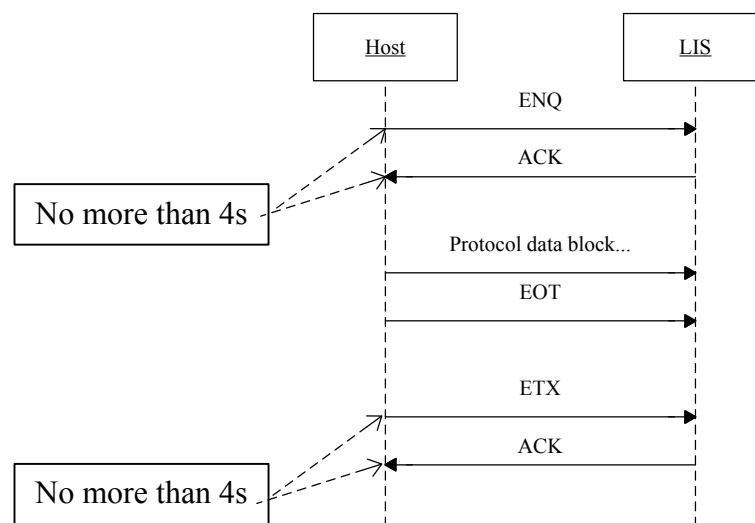 Host
LIS
ENQ
ACK
No more than 4s
Protocol data block...
EOT
ETX
ACK
No more than 4s